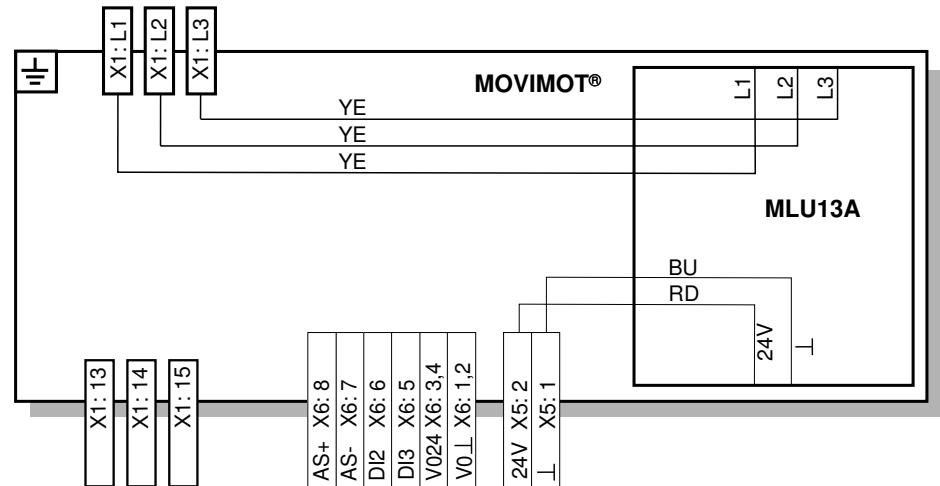 X1: L1
X1: L2
X1: L3
MOVIMOT®
L1
L2
L3
YE
YE
YE
MLU13A
BU
RD
24V
⊥
X1: 13
X1: 14
X1: 15
AS+ X6: 8
AS- X6: 7
DI2 X6: 6
DI3 X6: 5
V024 X6: 3,4
V0⊥ X6: 1,2
24V X5: 2
⊥ X5: 1